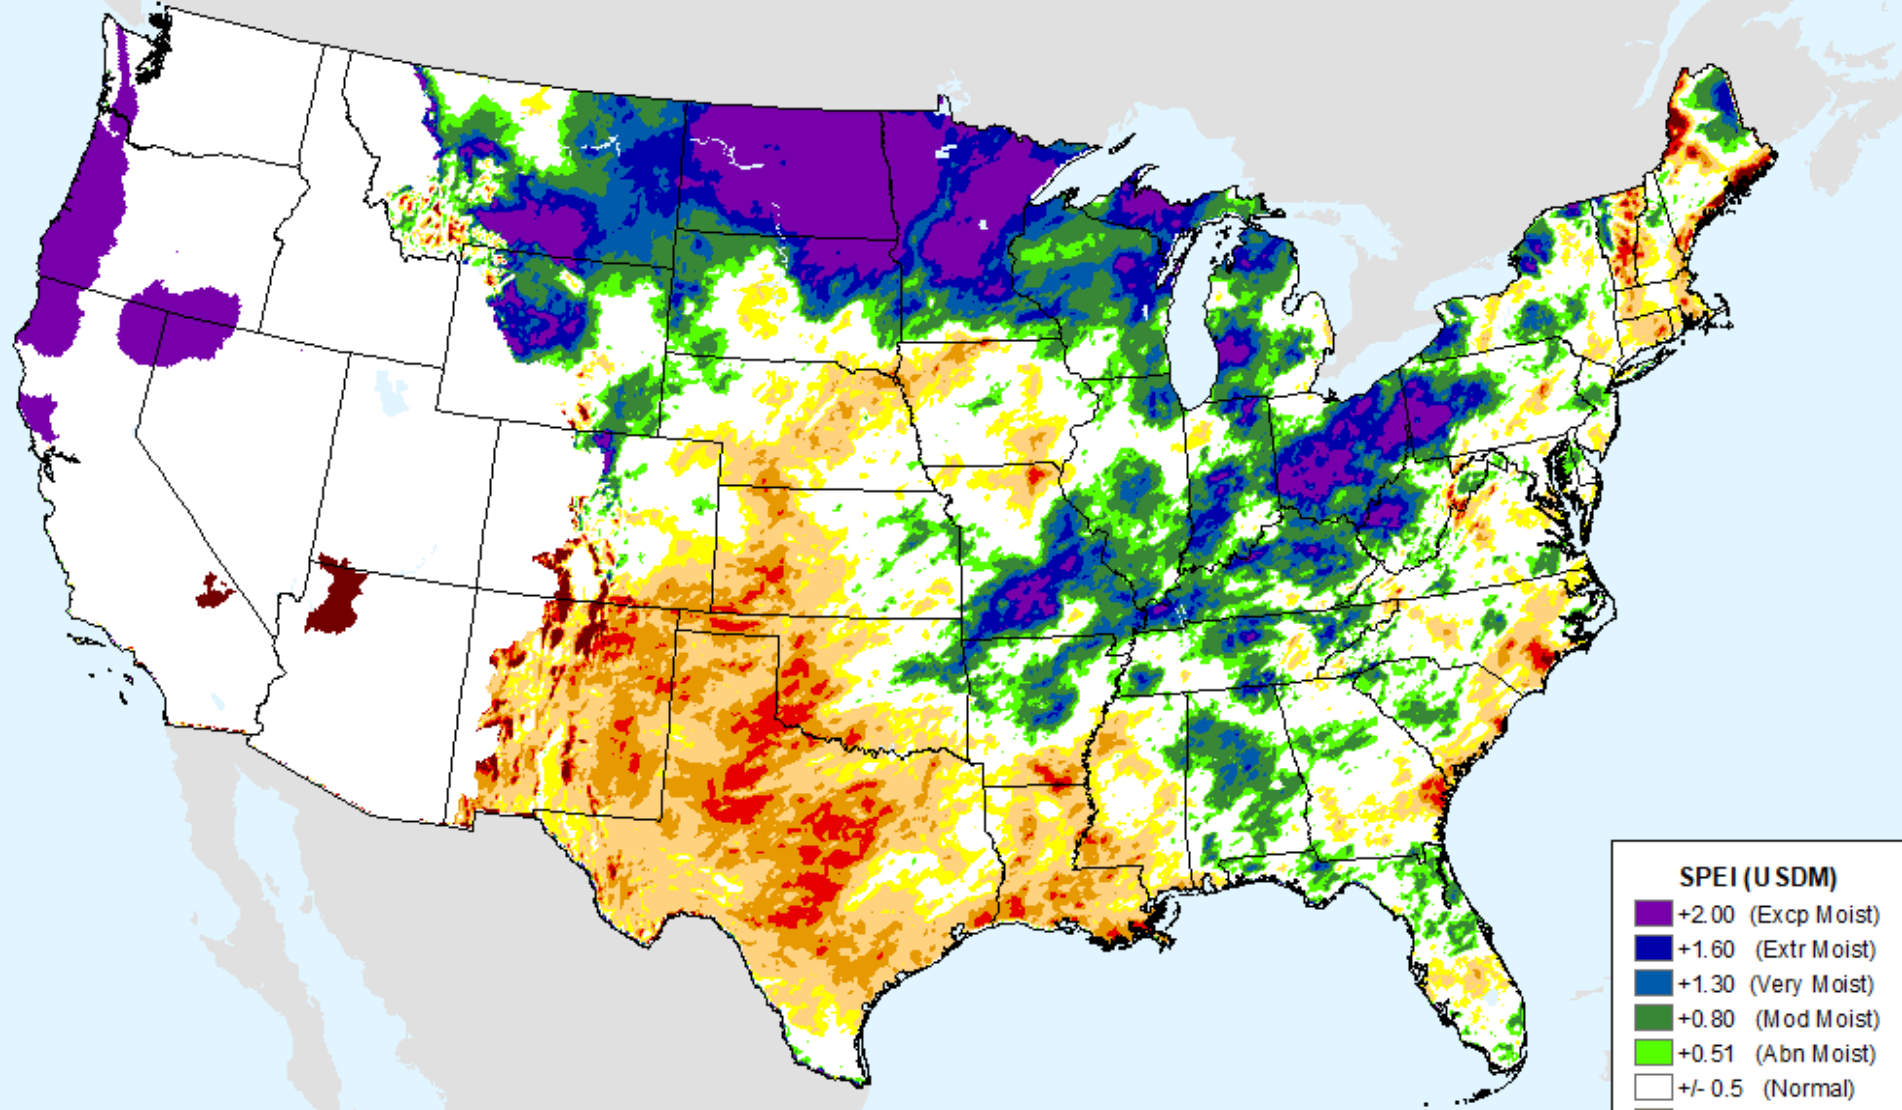 SPEI (USDM)
+2.00 (Excp Moist)
+1.60 (Extr Moist)
+1.30 (Very Moist)
+0.80 (Mod Moist)
+0.51 (Abn Moist)
+/- 0.5 (Normal)